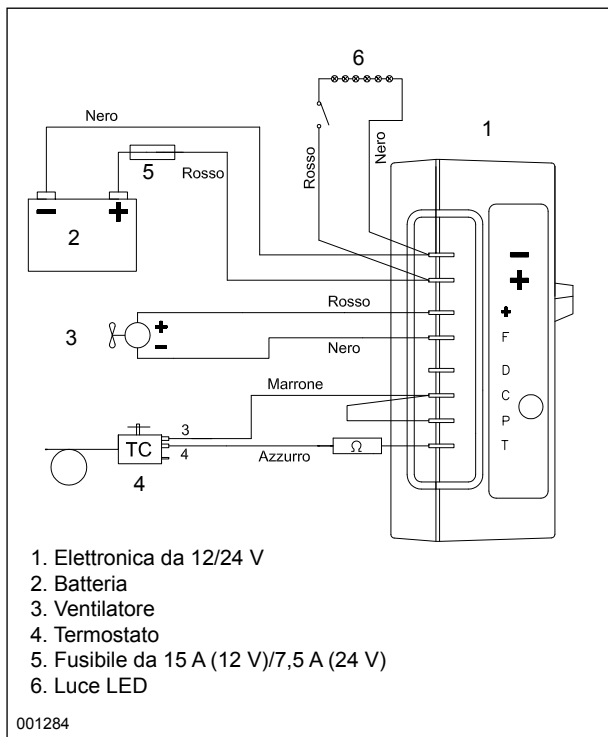 6
Nero
1
5
Rosso
Rosso
Nero
2
Rosso
F
3
Nero
D
Marrone
C
3
P
TC
4
Azzurro
Ω
T
4
1. Elettronica da 12/24 V
2. Batteria
3. Ventilatore
4. Termostato
5. Fusibile da 15 A (12 V)/7,5 A (24 V)
6. Luce LED
001284